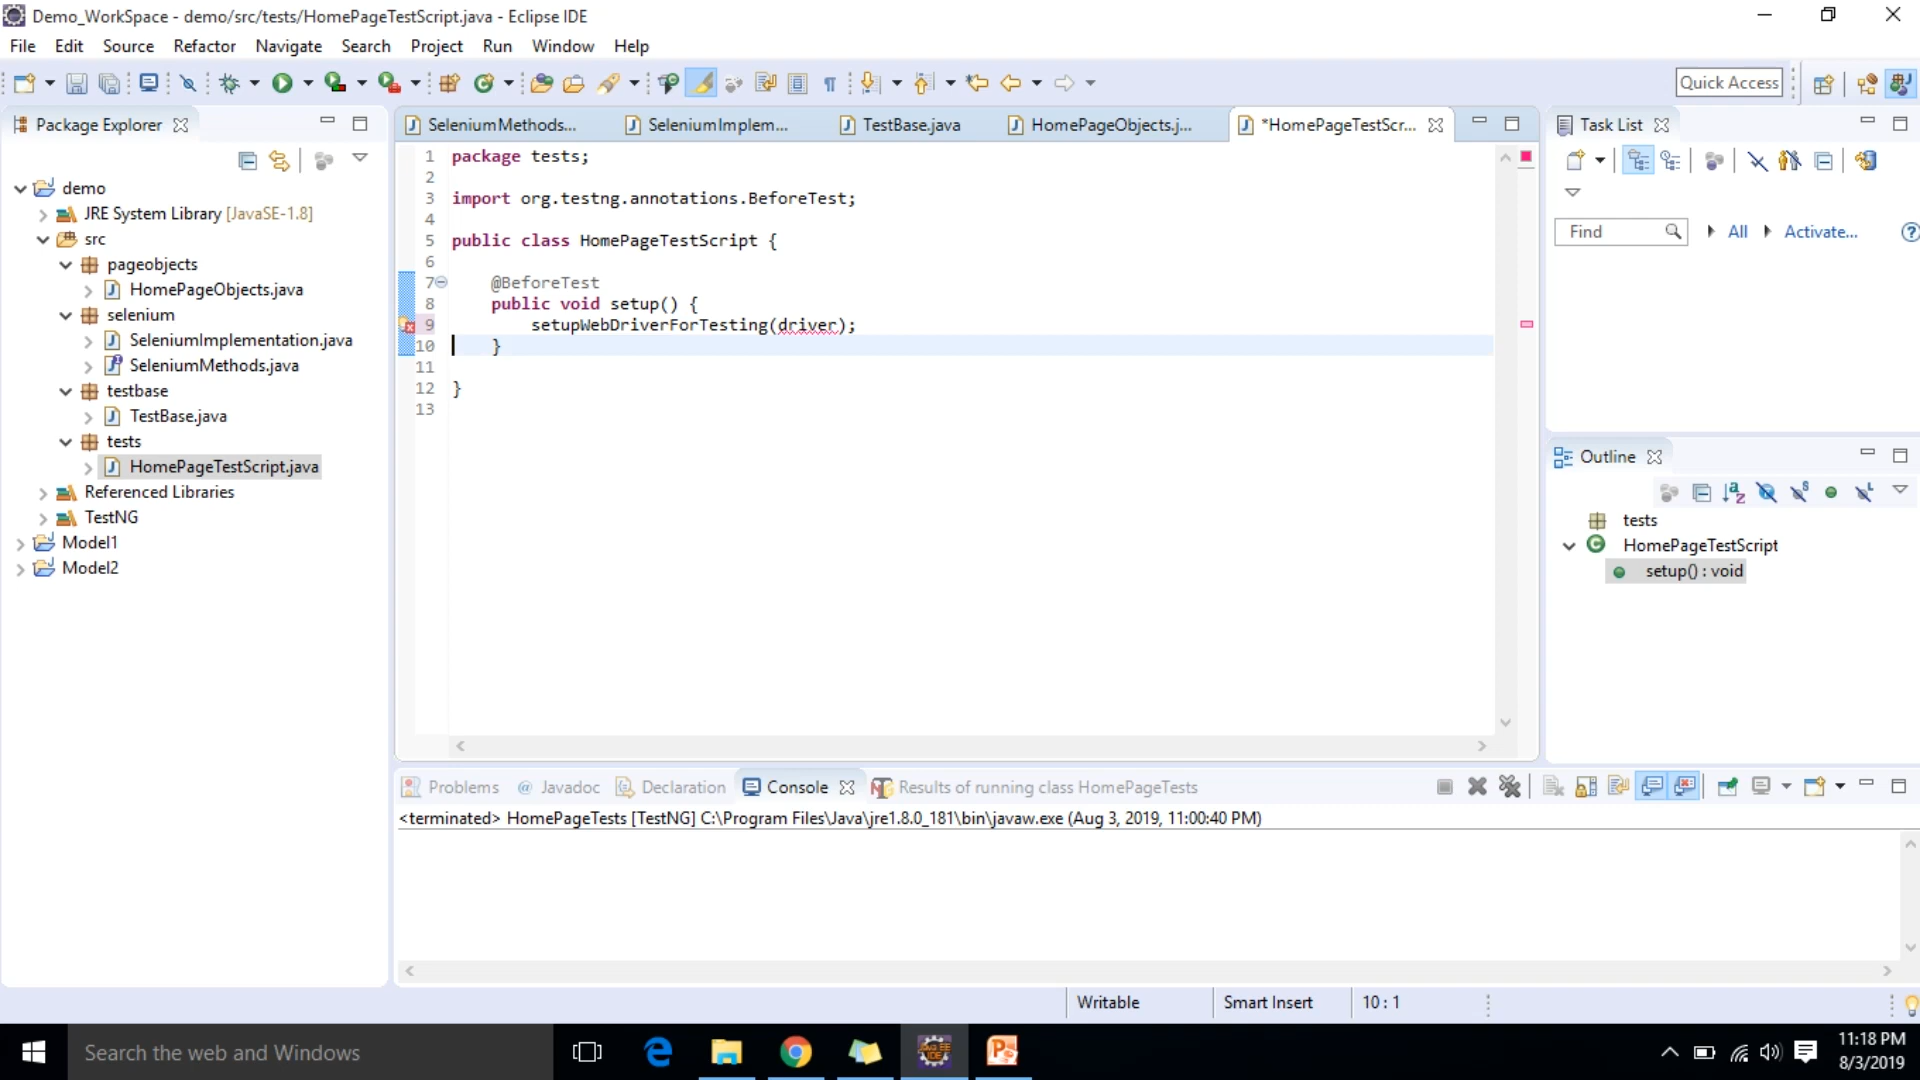 Demo_WorkSpace - demo/src/tests/HomePageTestScript.java - Eclipse IDE
File Edit Source Refactor Navigate Search Project Run Window Help
Quick Access
Package Explorer
demo
JRE System Library [JavaSE-1.8]
src
pageobjects
HomePageObjects.java
selenium
SeleniumImplementation.java
SeleniumMethods.java
testbase
TestBase.java
tests
HomePageTestScript.java
Referenced Libraries
TestNG
Model1
Model2
SeleniumMethods... SeleniumImplem... TestBase.java HomePageObjects.j... *HomePageTestScr...
1 package tests;
2
3 import org.testng.annotations.BeforeTest;
4
5 public class HomePageTestScript {
6
7 @BeforeTest
8 public void setup() {
9 setupWebDriverForTesting(driver);
10 }
11
12 }
13
Task List
Find All Activate...
Outline
tests
HomePageTestScript
setup() : void
Problems Javadoc Declaration Console Results of running class HomePageTests
<terminated> HomePageTests [TestNG] C:\Program Files\Java\jre1.8.0_181\bin\javaw.exe (Aug 3, 2019, 11:00:40 PM)
Writable Smart Insert 10 : 1
Search the web and Windows
11:18 PM
8/3/2019